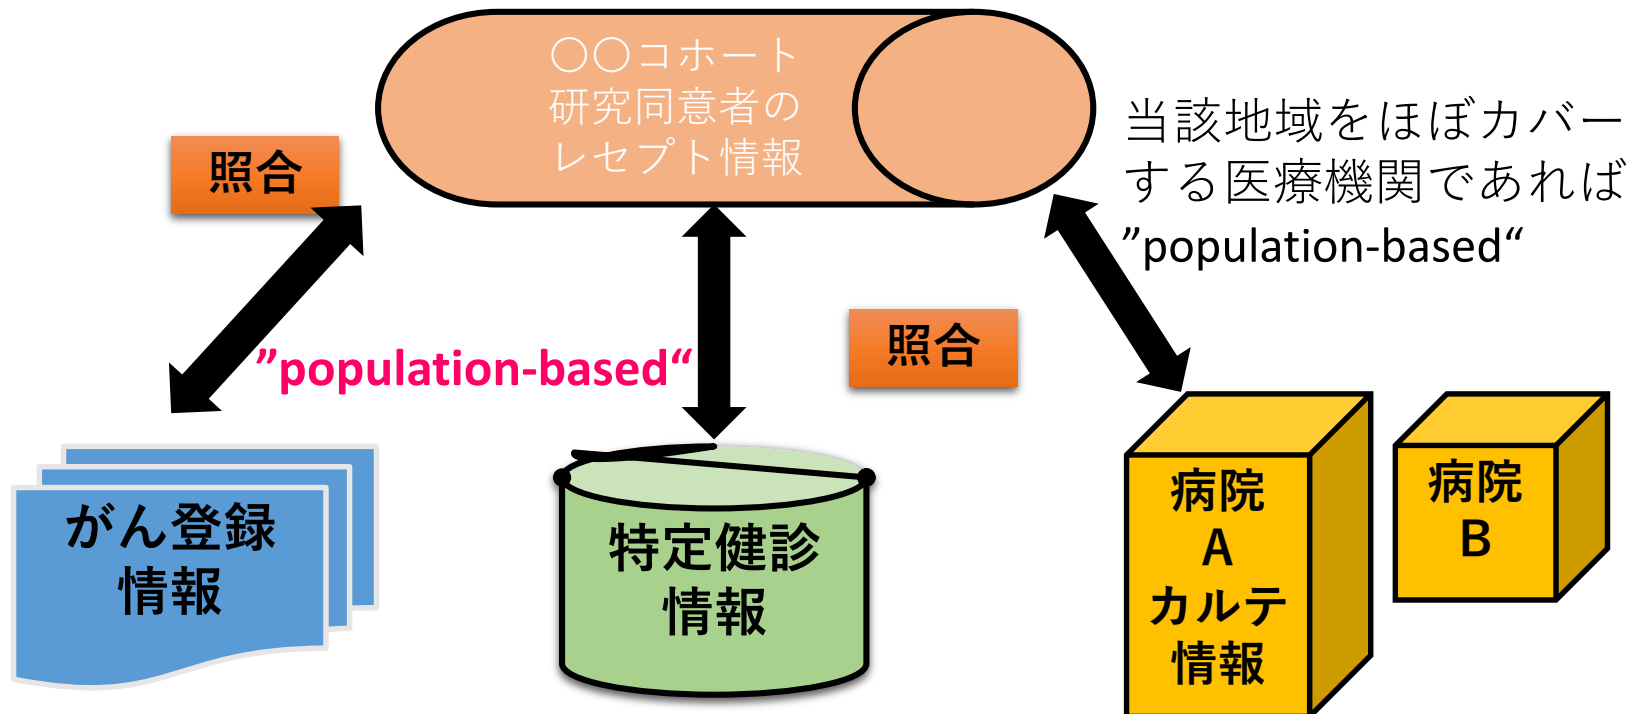 〇〇コホート
研究同意者の
レセプト情報
照合
当該地域をほぼカバー
する医療機関であれば
”population-based“
”population-based“
照合
がん登録
情報
特定健診
情報
病院
A
カルテ
情報
病院
B